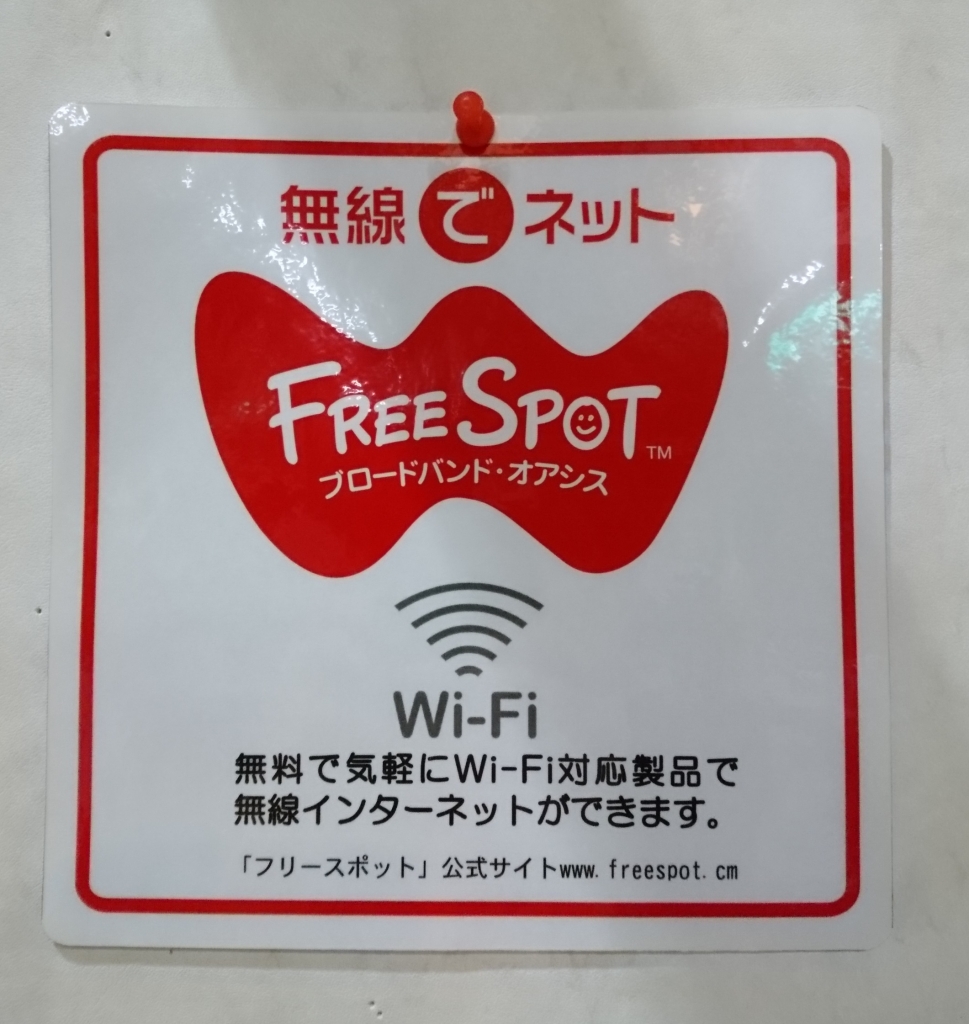 無線でネット
FREE SPOT™
ブロードバンド・オアシス
Wi-Fi
無料で気軽にWi-Fi対応製品で
無線インターネットができます。
「フリースポット」公式サイトwww.freespot.cm